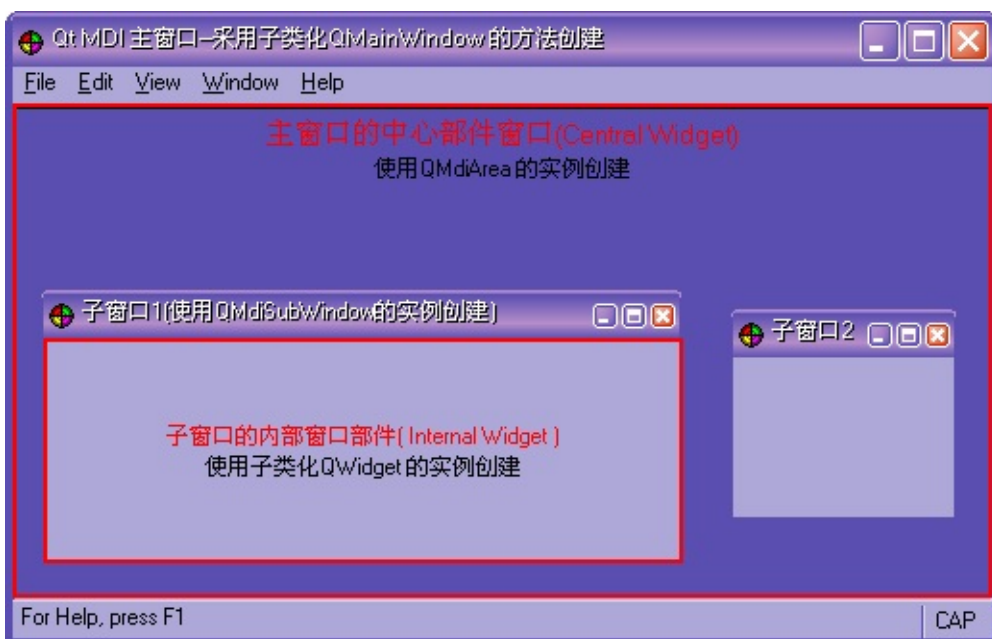 Qt MDI 主窗口–采用子类化QMainWindow的方法创建
File Edit View Window Help
主窗口的中心部件窗口(Central Widget)
使用QMdiArea的实例创建
子窗口1(使用QMdiSubWindow的实例创建)
子窗口2
子窗口的内部窗口部件( Internal Widget )
使用子类化QWidget的实例创建
For Help, press F1
CAP